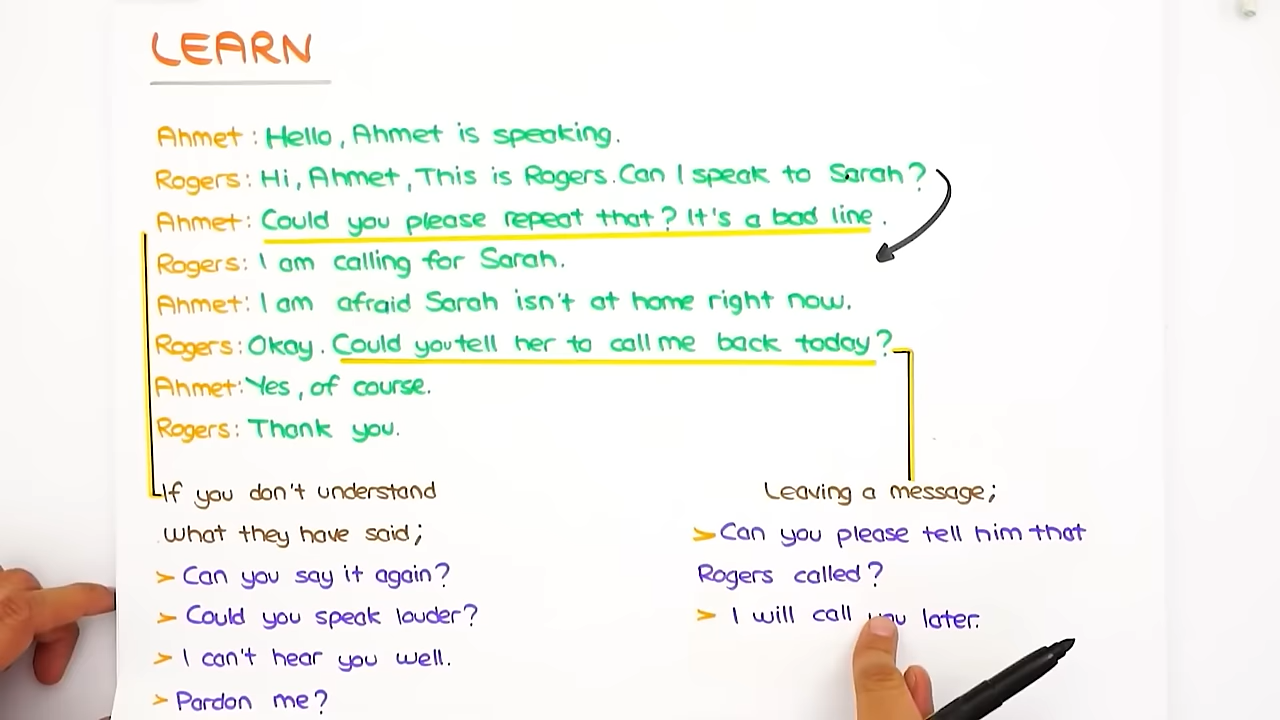 LEARN
Ahmet: Hello, Ahmet is speaking.
Rogers: Hi, Ahmet, This is Rogers. Can I speak to Sarah?
Ahmet: Could you please repeat that? It's a bad line.
Rogers: I am calling for Sarah.
Ahmet: I am afraid Sarah isn't at home right now.
Rogers: Okay. Could you tell her to call me back today?
Ahmet: Yes, of course.
Rogers: Thank you.
If you don't understand
what they have said;
➤ Can you say it again?
➤ Could you speak louder?
➤ I can't hear you well.
➤ Pardon me?
Leaving a message;
➤ Can you please tell him that
Rogers called?
➤ I will call you later.